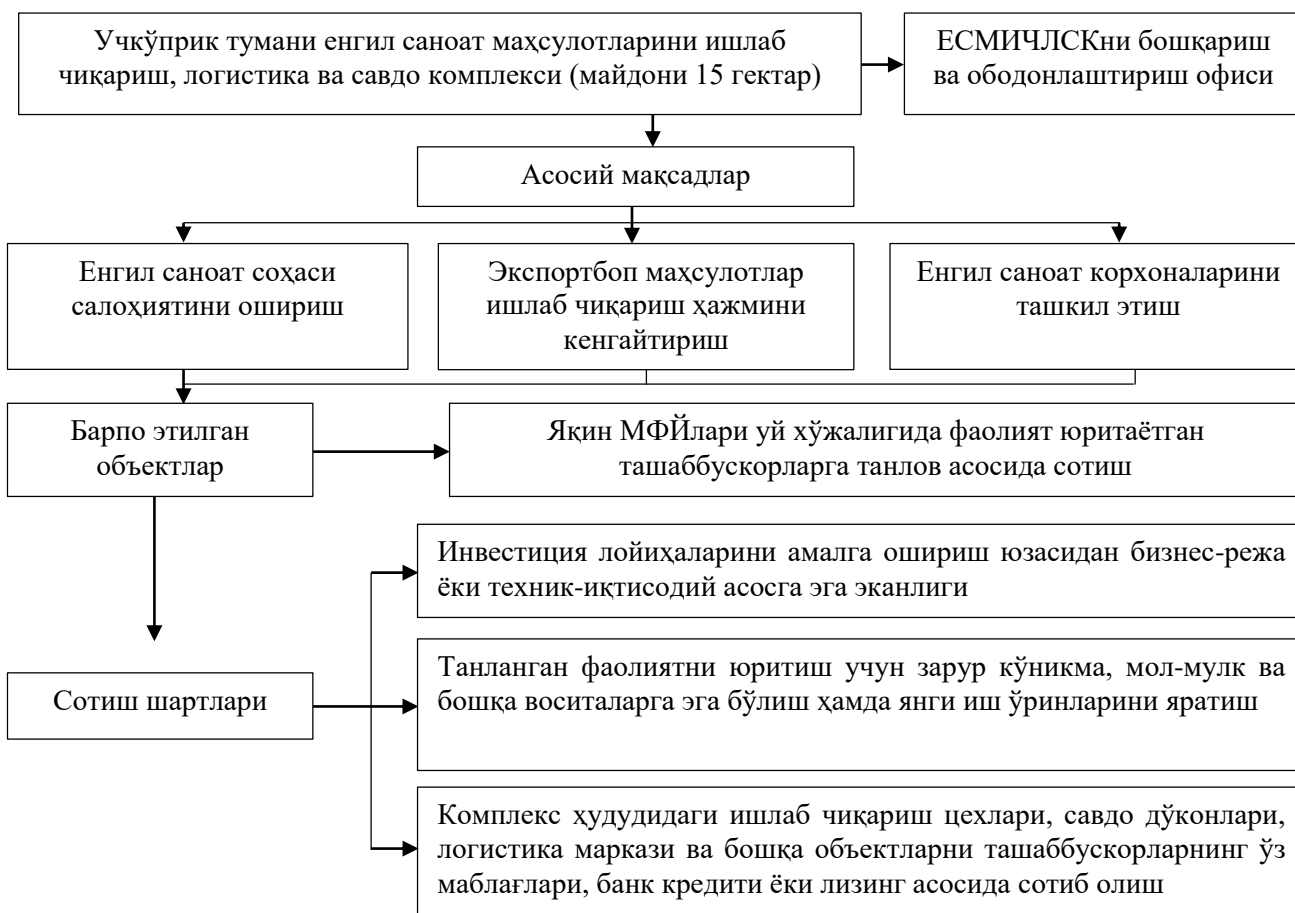 Учкўприк тумани енгил саноат маҳсулотларини ишлаб
чиқариш, логистика ва савдо комплекси (майдони 15 гектар)
ЕСМИЧЛСКни бошқариш
ва ободонлаштириш офиси
Асосий мақсадлар
Енгил саноат соҳаси
салоҳиятини ошириш
Экспортбоп маҳсулотлар
ишлаб чиқариш ҳажмини
кенгайтириш
Енгил саноат корхоналарини
ташкил этиш
Барпо этилган
объектлар
Яқин МФЙлари уй хўжалигида фаолият юритаётган
ташаббускорларга танлов асосида сотиш
Инвестиция лойиҳаларини амалга ошириш юзасидан бизнес-режа
ёки техник-иқтисодий асосга эга эканлиги
Сотиш шартлари
Танланган фаолиятни юритиш учун зарур кўникма, мол-мулк ва
бошқа воситаларга эга бўлиш ҳамда янги иш ўринларини яратиш
Комплекс ҳудудидаги ишлаб чиқариш цехлари, савдо дўконлари,
логистика маркази ва бошқа объектларни ташаббускорларнинг ўз
маблағлари, банк кредити ёки лизинг асосида сотиб олиш